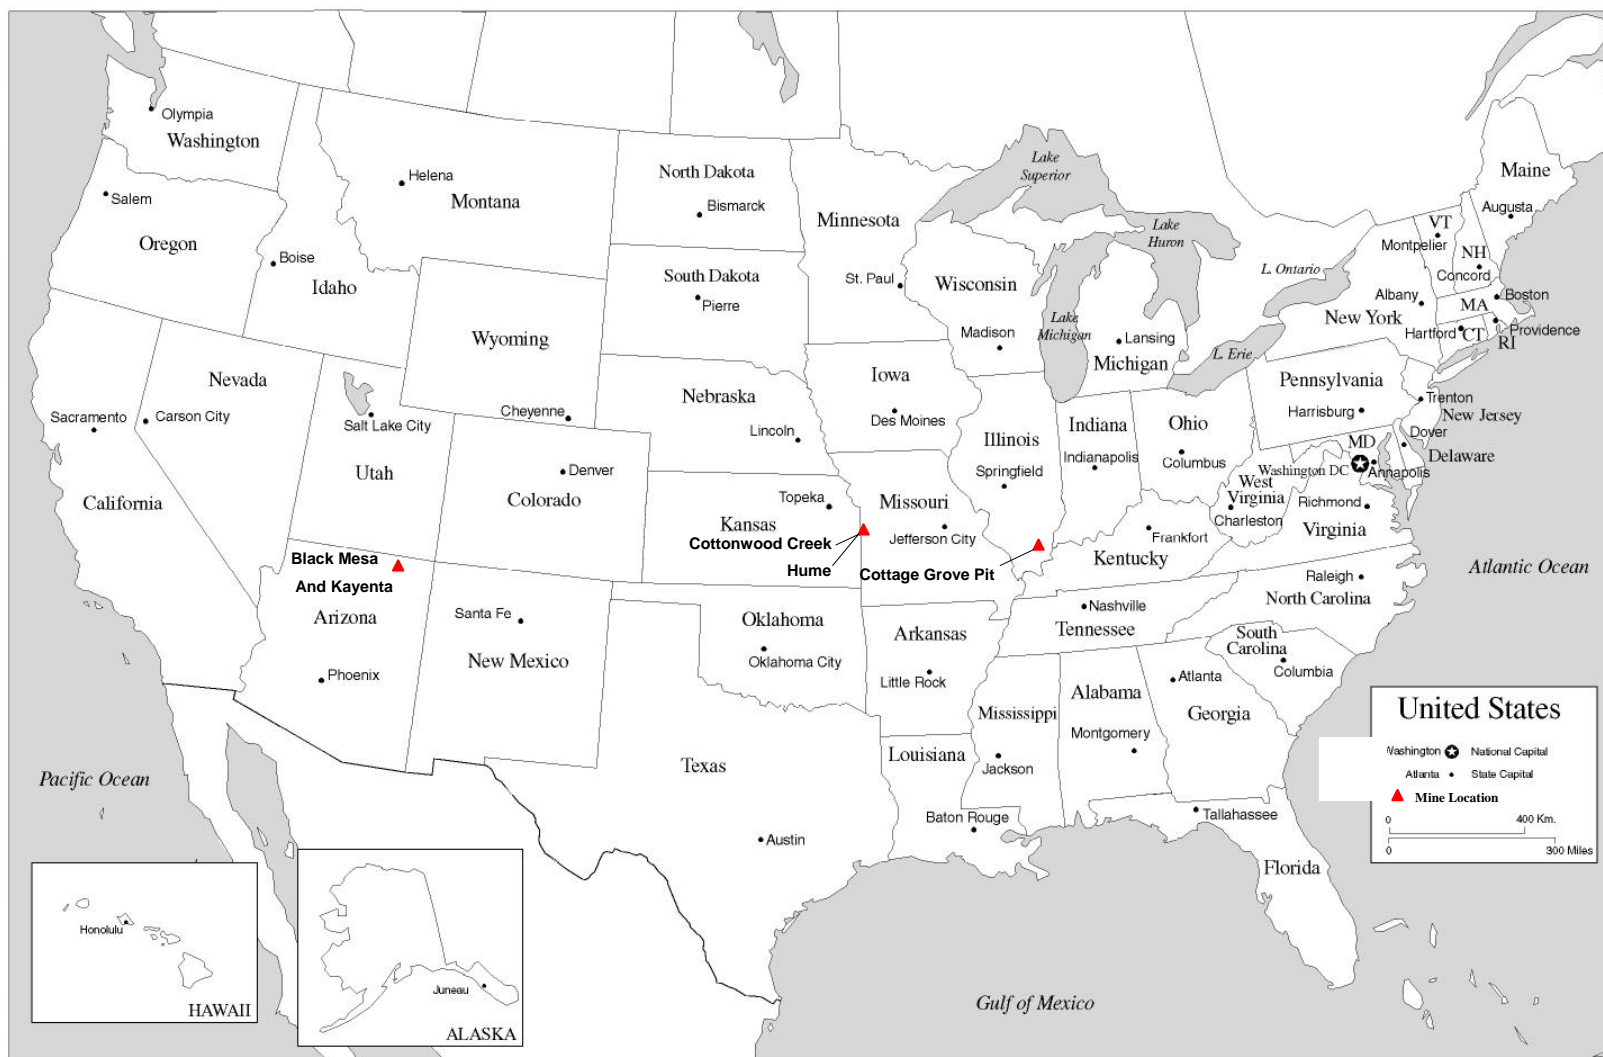 Olympia
Washington
Salem
Oregon
Helena
Montana
Boise
Idaho
North Dakota
Bismarck
South Dakota
Pierre
Minnesota
St. Paul
Lake
Superior
Lake
Huron
Lake
Michigan
L. Ontario
L. Erie
Wisconsin
Madison
Lansing
Michigan
Maine
Augusta
VT
Montpelier
NH
Concord
Albany
New York
MA
Boston
Hartford
CT
Providence
RI
Wyoming
Cheyenne
Nevada
Carson City
Sacramento
California
Salt Lake City
Utah
Denver
Colorado
Nebraska
Lincoln
Iowa
Des Moines
Illinois
Springfield
Indiana
Indianapolis
Ohio
Columbus
Pennsylvania
Harrisburg
Trenton
New Jersey
MD
Dover
Delaware
Washington DC
Annapolis
West
Virginia
Charleston
Richmond
Virginia
Topeka
Kansas
Missouri
Jefferson City
Cottonwood Creek
Hume
Cottage Grove Pit
Frankfort
Kentucky
Black Mesa
And Kayenta
Arizona
Phoenix
Santa Fe
New Mexico
Oklahoma
Oklahoma City
Arkansas
Little Rock
Nashville
Tennessee
Raleigh
North Carolina
South
Carolina
Columbia
Atlanta
Georgia
Alabama
Montgomery
Mississippi
Jackson
Louisiana
Baton Rouge
Texas
Austin
Tallahassee
Florida
Atlantic Ocean
Pacific Ocean
Gulf of Mexico
Honolulu
HAWAII
Juneau
ALASKA
United States
Washington National Capital
Atlanta State Capital
Mine Location
0 400 Km.
0 300 Miles